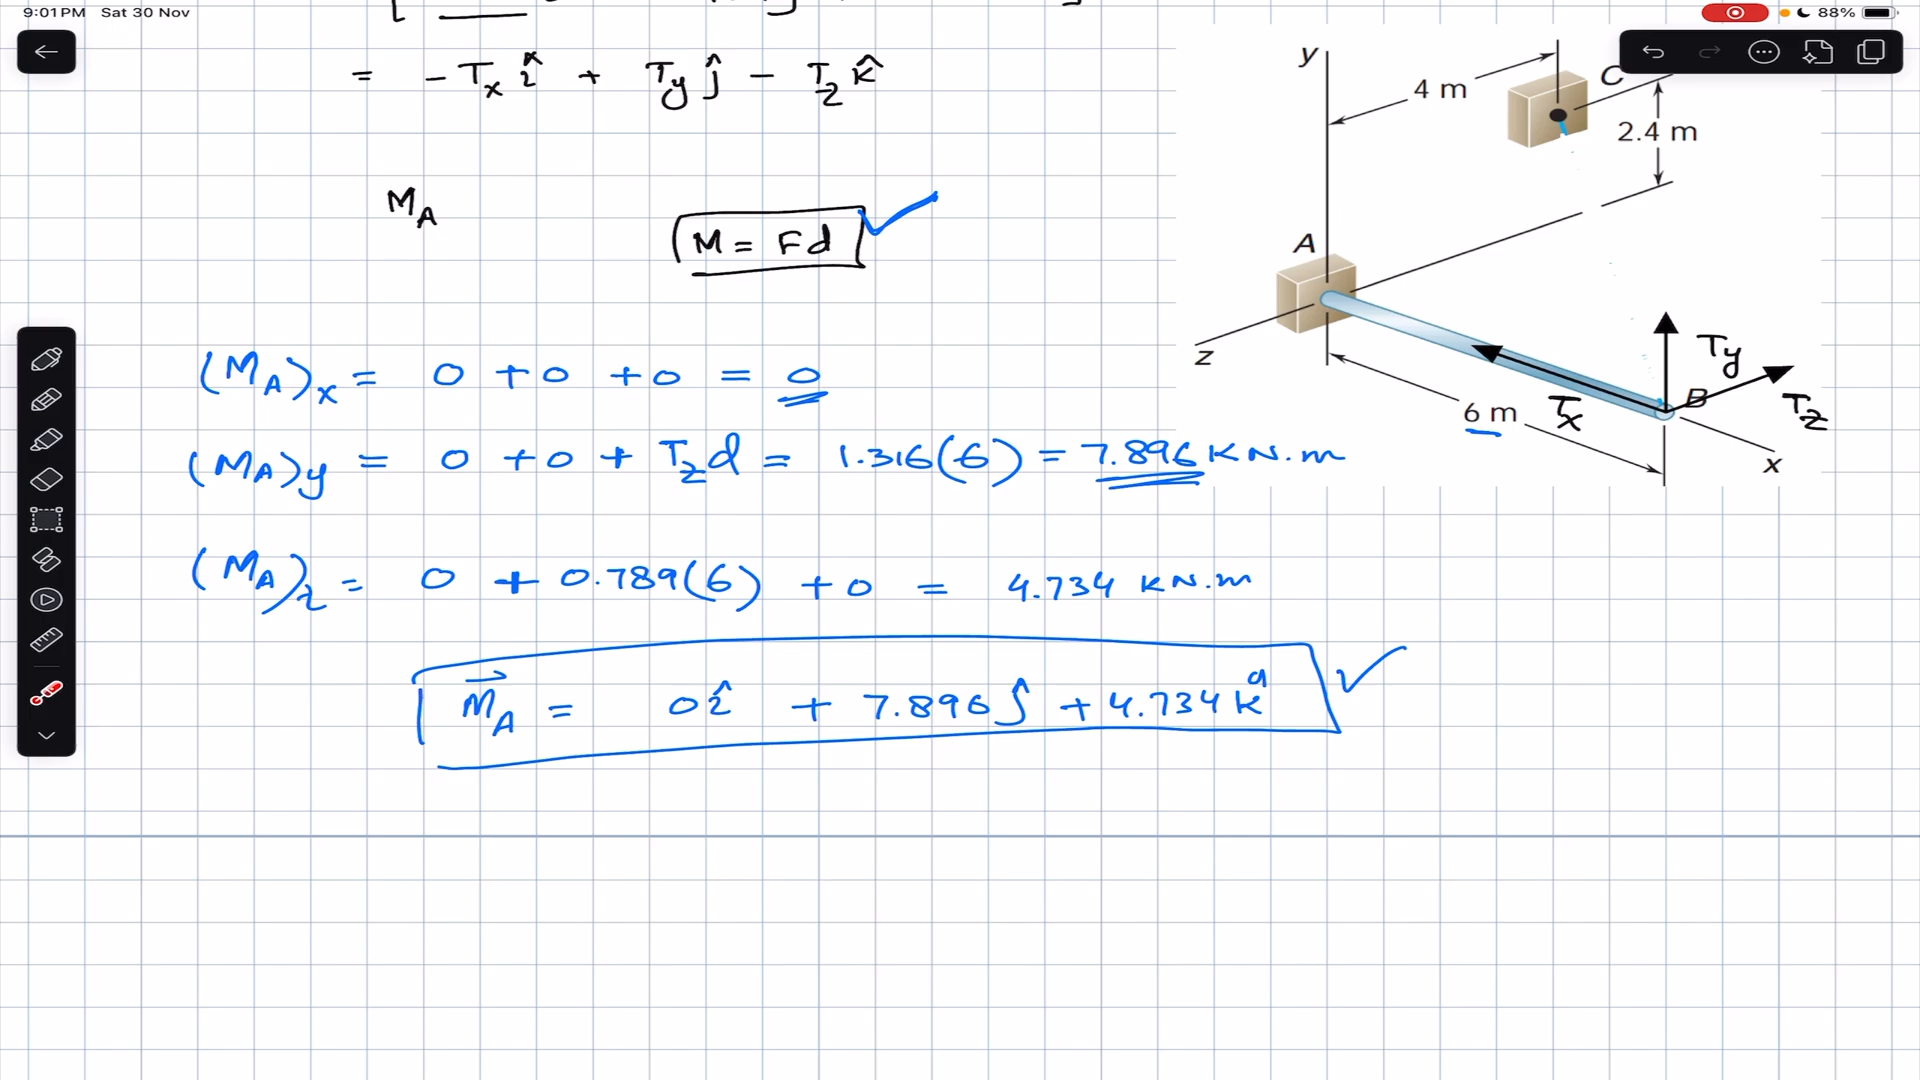 9:01 PM Sat 30 Nov
88%
= - Tx î + Ty ĵ - Tz k̂
MA
M = Fd
(MA)x = 0 + 0 + 0 = 0
(MA)y = 0 + 0 + Tz d = 1.316(6) = 7.896 KN.m
(MA)z = 0 + 0.789(6) + 0 = 4.734 KN.m
MA = 0î + 7.896ĵ + 4.734k̂
y
4 m
C
2.4 m
A
z
Ty
B
Tz
Tx
6 m
x